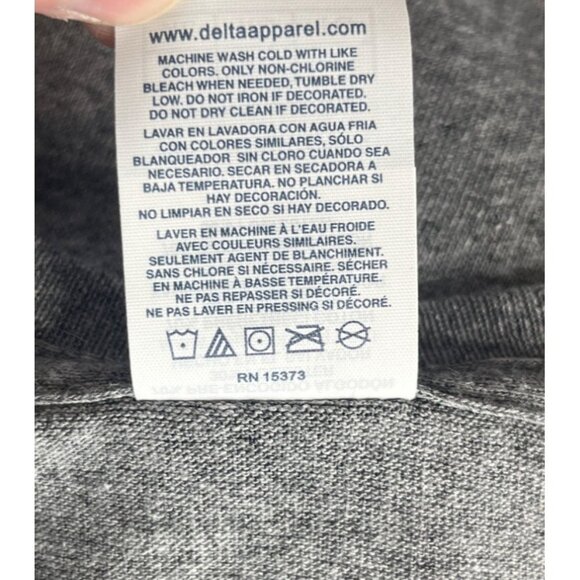 www.deltaapparel.com
MACHINE WASH COLD WITH LIKE
COLORS. ONLY NON-CHLORINE
BLEACH WHEN NEEDED, TUMBLE DRY
LOW. DO NOT IRON IF DECORATED.
DO NOT DRY CLEAN IF DECORATED.
LAVAR EN LAVADORA CON AGUA FRIA
CON COLORES SIMILARES, SÓLO
BLANQUEADOR SIN CLORO CUANDO SEA
NECESARIO. SECAR EN SECADORA A
BAJA TEMPERATURA. NO PLANCHAR SI
HAY DECORACIÓN.
NO LIMPIAR EN SECO SI HAY DECORADO.
LAVER EN MACHINE À L'EAU FROIDE
AVEC COULEURS SIMILAIRES.
SEULEMENT AGENT DE BLANCHIMENT
SANS CHLORE SI NÉCESSAIRE. SÉCHER
EN MACHINE À BASSE TEMPÉRATURE.
NE PAS REPASSER SI DÉCORÉ.
NE PAS LAVER EN PRESSING SI DÉCORÉ.
RN 15373